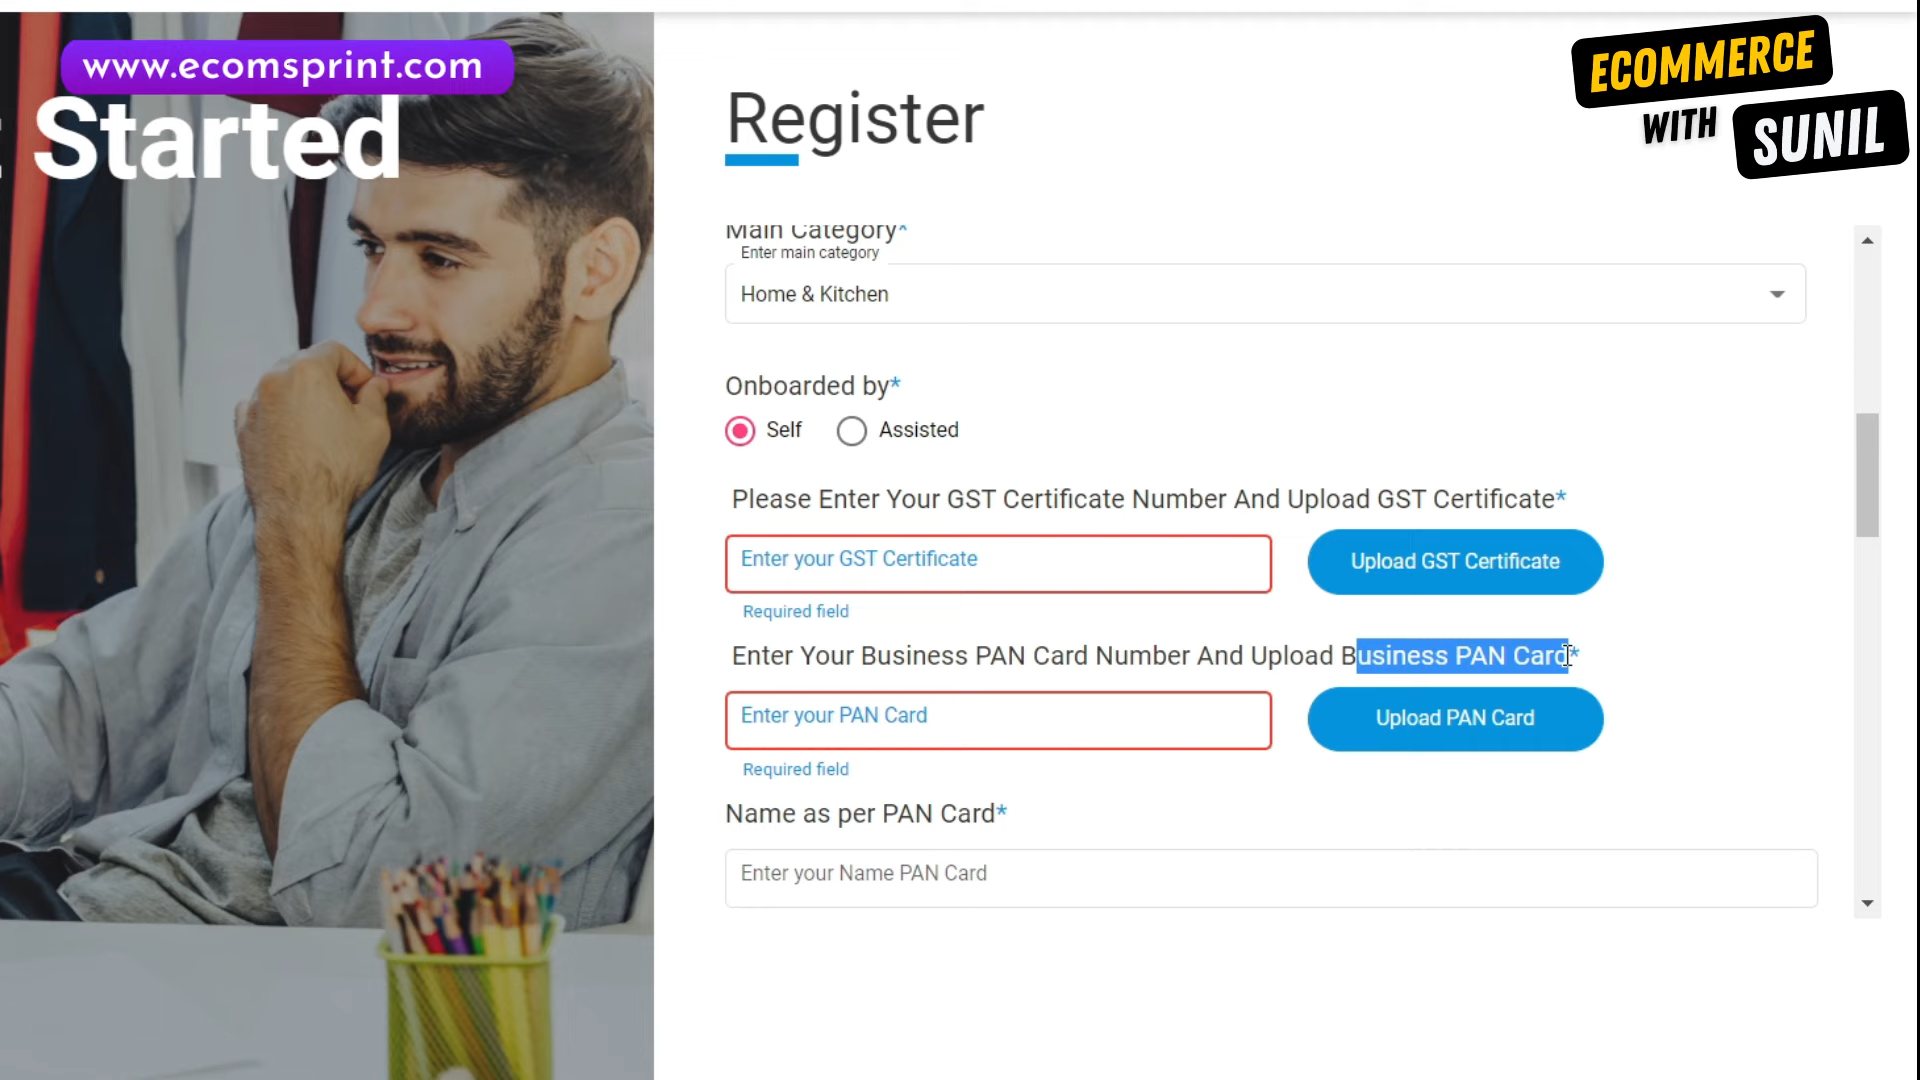 www.ecomsprint.com
Started
ECOMMERCE
WITH SUNIL
Register
Main Category*
Enter main category
Home & Kitchen
Onboarded by*
Self Assisted
Please Enter Your GST Certificate Number And Upload GST Certificate*
Enter your GST Certificate Upload GST Certificate
Required field
Enter Your Business PAN Card Number And Upload Business PAN Card*
Enter your PAN Card Upload PAN Card
Required field
Name as per PAN Card*
Enter your Name PAN Card